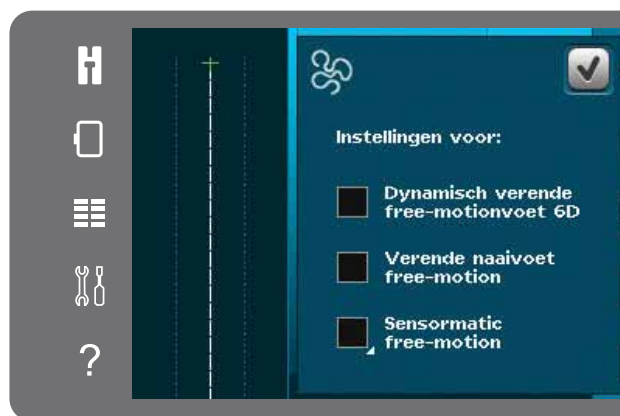 Instellingen voor:
Dynamisch verende
free-motionvoet 6D
Verende naaivoet
free-motion
Sensormatic
free-motion
?